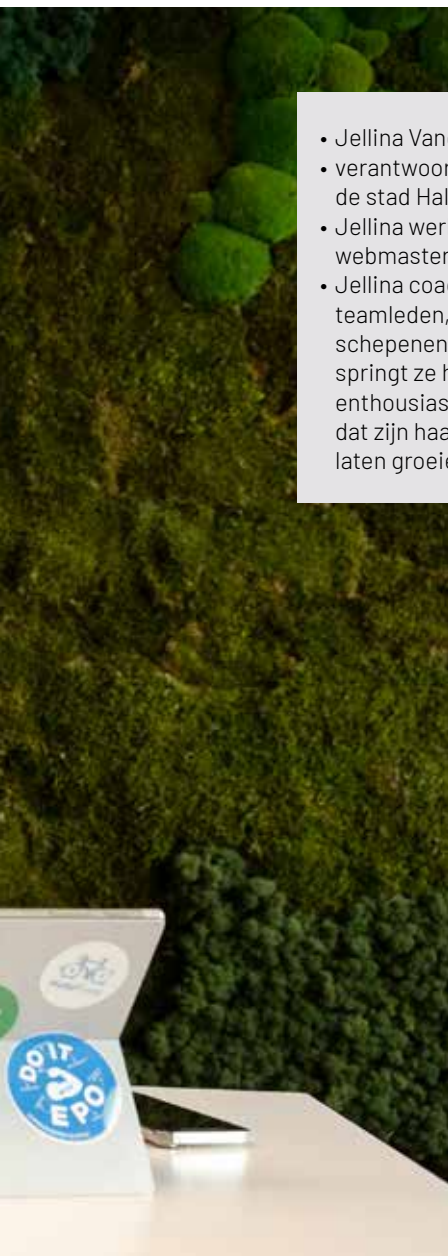 • Jellina Van
• verantwoor
de stad Hal
• Jellina wer
webmaster
• Jellina coa
teamleden,
schepenen
springt ze h
enthousias
dat zijn haa
laten groeie
DO IT
EPO